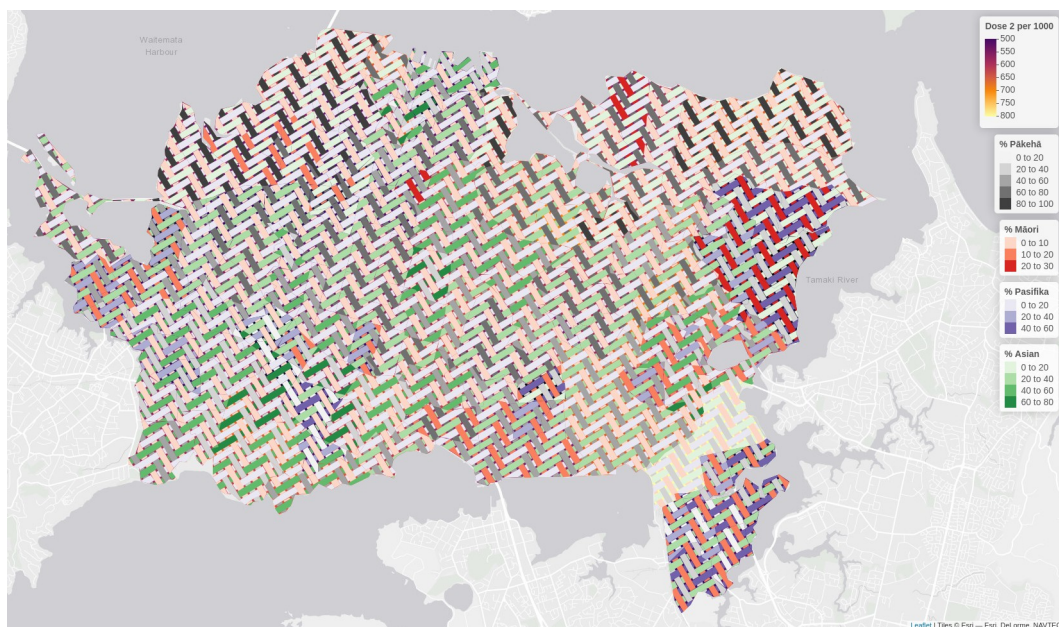 Waitemata
Harbour
Tamaki River
Dose 2 per 1000
500
550
600
650
700
750
800
% Pākehā
0 to 20
20 to 40
40 to 60
60 to 80
80 to 100
% Māori
0 to 10
10 to 20
20 to 30
% Pasifika
0 to 20
20 to 40
40 to 60
% Asian
0 to 20
20 to 40
40 to 60
60 to 80
Leaflet | Tiles © Esri — Esri, DeLorme, NAVTEQ